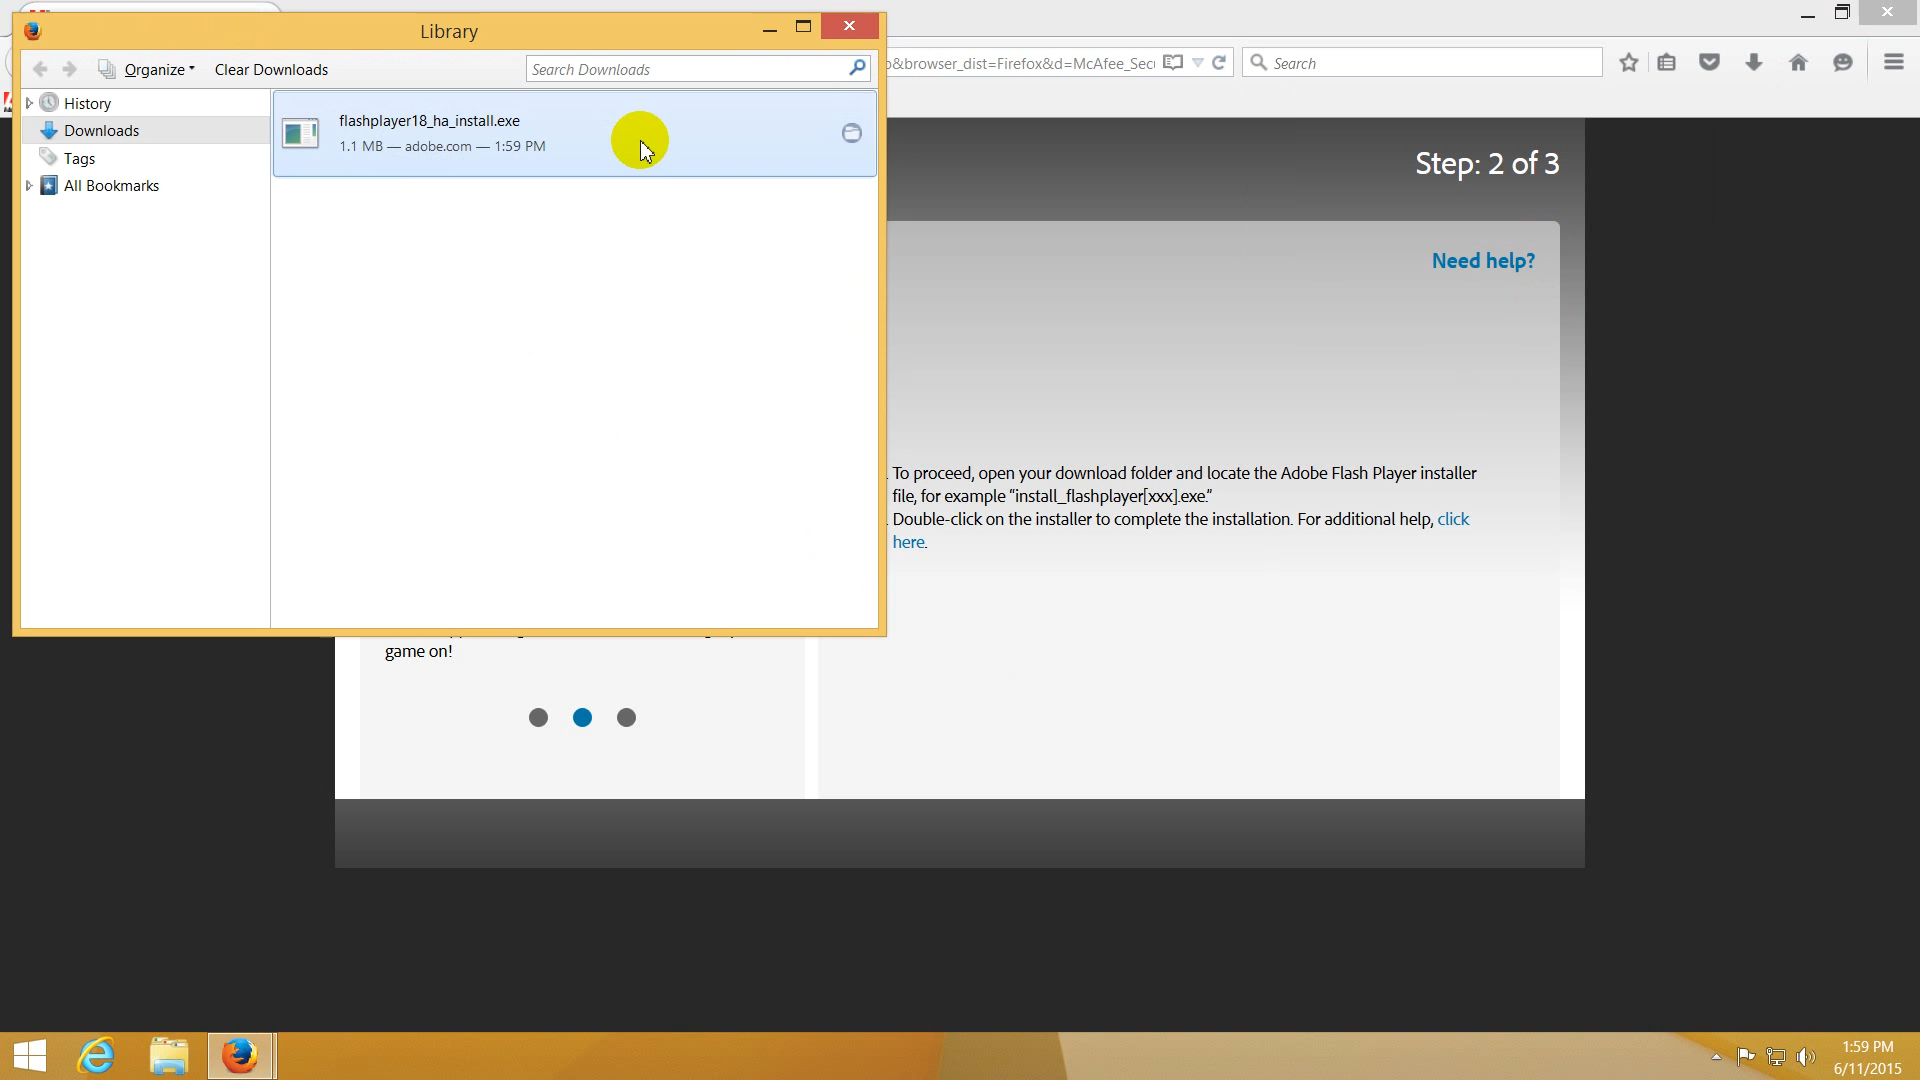 Library
Organize
Clear Downloads
Search Downloads
o&browser_dist=Firefox&d=McAfee_Sec
Search
History
Downloads
Tags
All Bookmarks
flashplayer18_ha_install.exe
1.1 MB — adobe.com — 1:59 PM
Step: 2 of 3
Need help?
To proceed, open your download folder and locate the Adobe Flash Player installer
file, for example “install_flashplayer[xxx].exe.”
Double-click on the installer to complete the installation. For additional help, click
here.
game on!
1:59 PM
6/11/2015